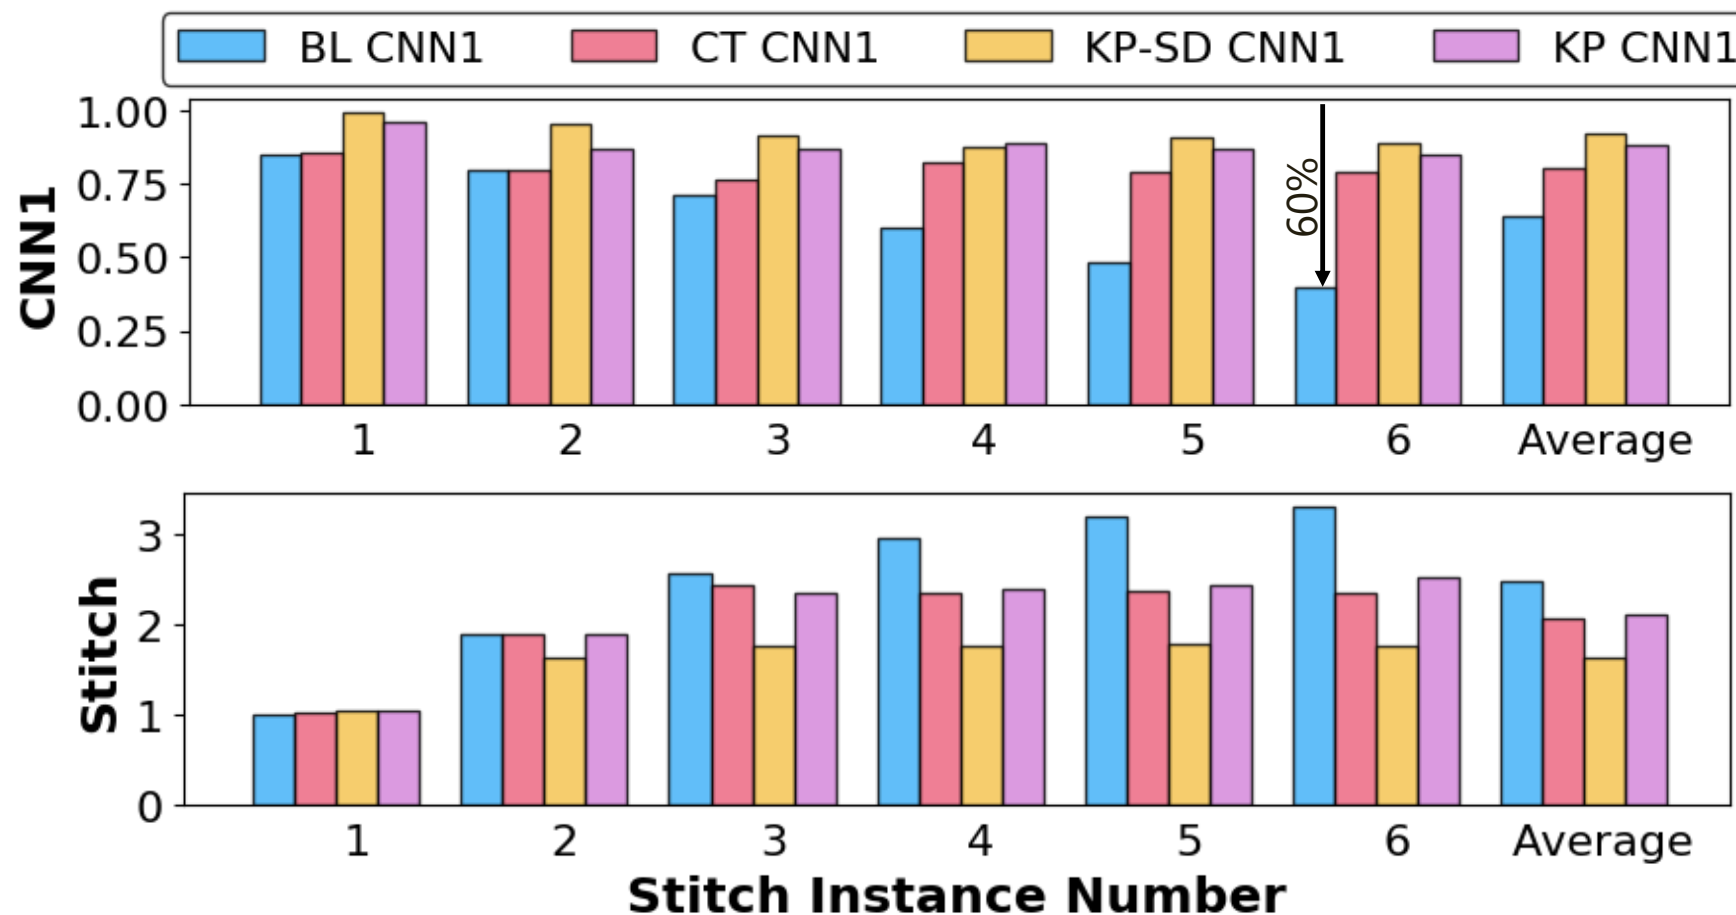 BL CNN1 CT CNN1 KP-SD CNN1 KP CNN1
CNN1
1.00
0.75
0.50
0.25
0.00
60%
1 2 3 4 5 6 Average
Stitch
3
2
1
0
1 2 3 4 5 6 Average
Stitch Instance Number